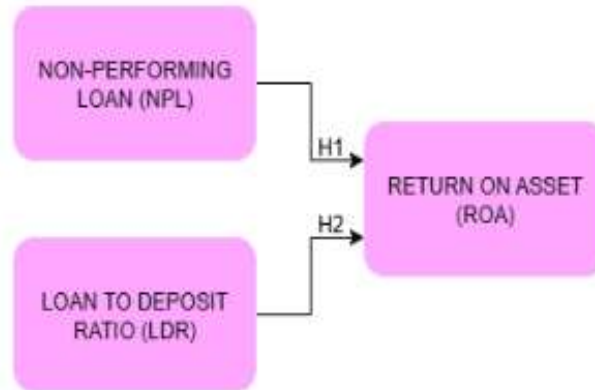 NON-PERFORMING
LOAN (NPL)
H1
RETURN ON ASSET
(ROA)
H2
LOAN TO DEPOSIT
RATIO (LDR)